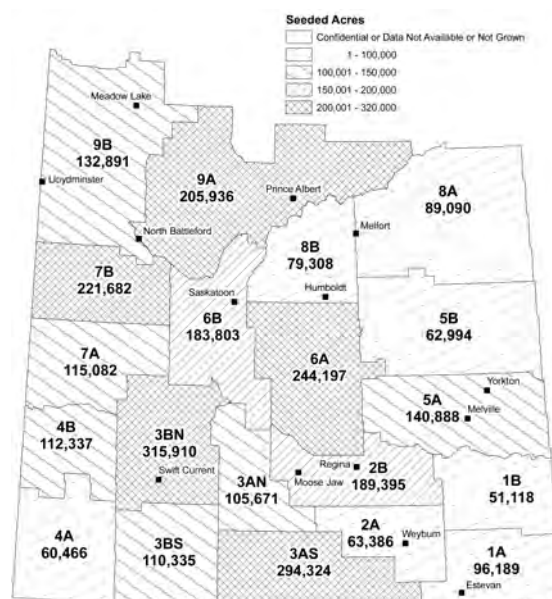 Seeded Acres
Confidential or Data Not Available or Not Grown
1 - 100,000
100,001 - 150,000
150,001 - 200,000
200,001 - 320,000
Meadow Lake
9B
132,891
Lloydminster
North Battleford
9A
205,936
Prince Albert
8A
89,090
Melfort
8B
79,308
Humboldt
7B
221,682
Saskatoon
6B
183,803
5B
62,994
6A
244,197
7A
115,082
Yorkton
5A
140,888
Melville
4B
112,337
3BN
315,910
Swift Current
3AN
105,671
Regina
Moose Jaw
2B
189,395
1B
51,118
4A
60,466
3BS
110,335
3AS
294,324
2A
63,386
Weyburn
1A
96,189
Estevan